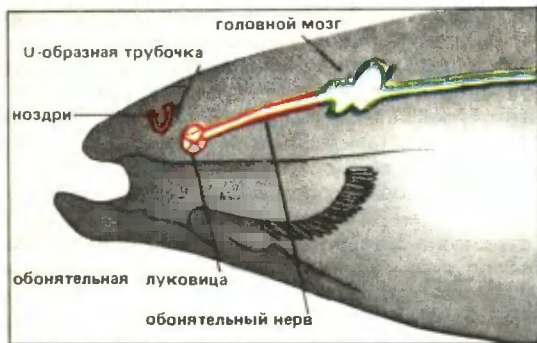 головной мозг
U-образная трубочка
ноздри
обонятельная луковица
обонятельный нерв